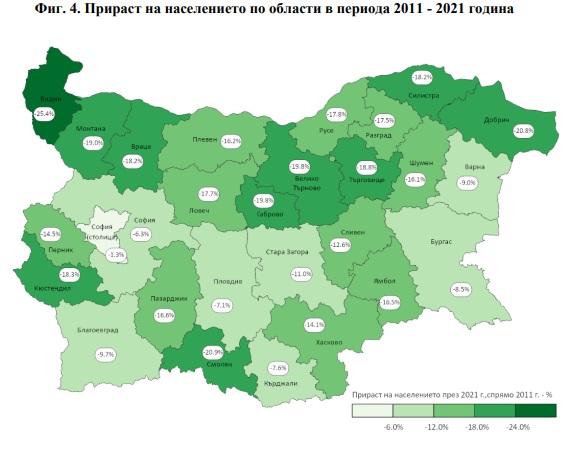 Фиг. 4. Прираст на населението по области в периода 2011 - 2021 година
-18.2%
Силистра
Видин
-25.4%
Монтана
-19.0%
Враца
-18.2%
Плевен
-16.2%
-17.8%
Русе
-17.5%
Разград
Добрич
-20.8%
-19.8%
Велико
Търново
-18.8%
Търговище
Шумен
-16.1%
Варна
-9.0%
-17.7%
Ловеч
-19.8%
Габрово
София
(столица)
-1.3%
София
-6.3%
-14.5%
Перник
-18.3%
Кюстендил
Сливен
-12.6%
Бургас
-8.5%
Стара Загора
-11.0%
Ямбол
-16.5%
Пловдив
-7.1%
Пазарджик
-16.6%
Благоевград
-9.7%
-14.1%
Хасково
-20.9%
Смолян
-7.6%
Кърджали
Прираст на населението през 2021 г.,спрямо 2011 г. - %
-6.0% -12.0% -18.0% -24.0%